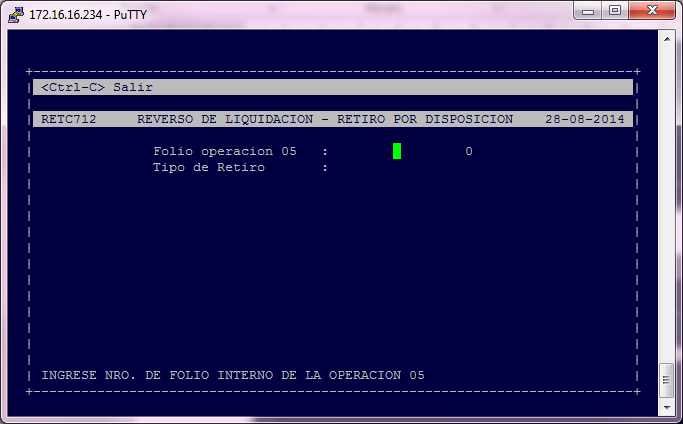 172.16.16.234 - PuTTY
<Ctrl-C> Salir
RETC712 REVERSO DE LIQUIDACION - RETIRO POR DISPOSICION 28-08-2014
Folio operacion 05 : 0
Tipo de Retiro :
INGRESE NRO. DE FOLIO INTERNO DE LA OPERACION 05